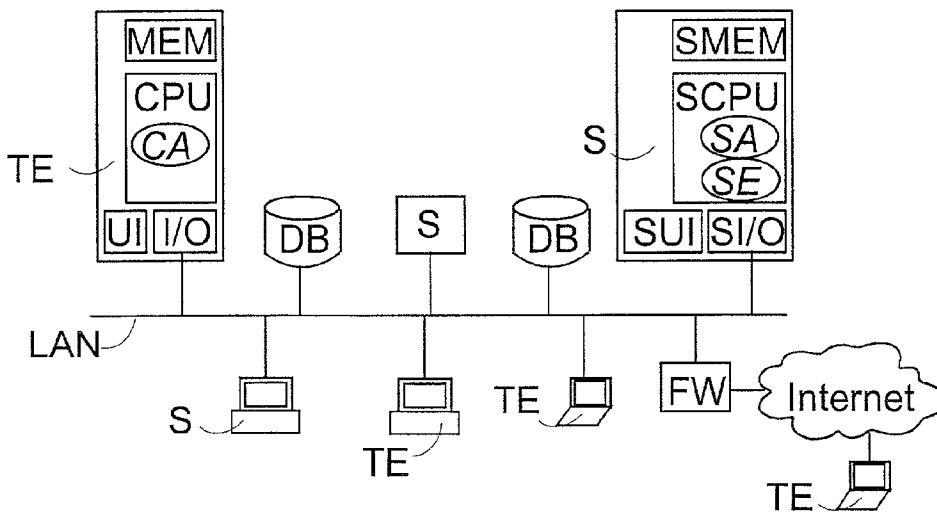 MEM
CPU
CA
TE
UI
I/O
DB
S
DB
SMEM
SCPU
SA
SE
S
SUI
SI/O
LAN
S
TE
TE
FW
Internet
TE